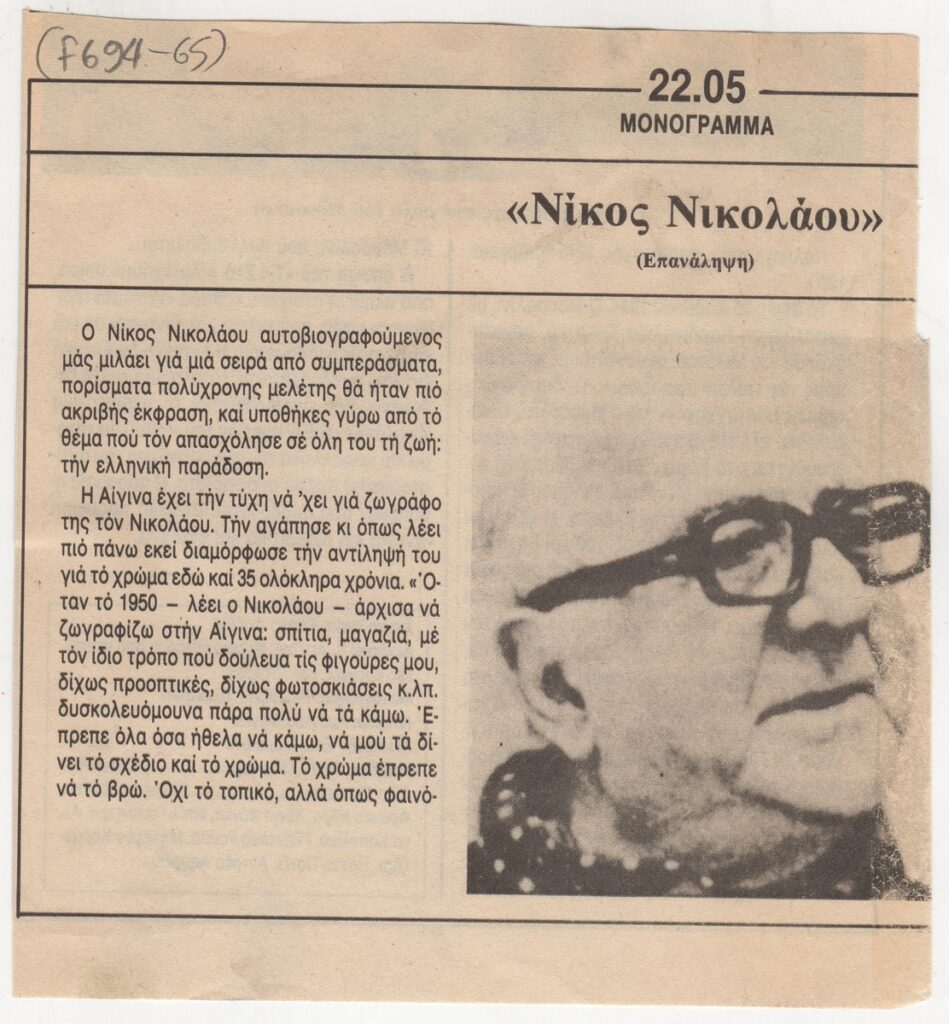 (f694-65)
22.05
ΜΟΝΟΓΡΑΜΜΑ
«Νίκος Νικολάου»
(Επανάληψη)
Ο Νίκος Νικολάου αυτοβιογραφούμενος
μάς μιλάει γιά μιά σειρά από συμπεράσματα,
πορίσματα πολύχρονης μελέτης θά ήταν πιό
ακριβής έκφραση, καί υποθήκες γύρω από τό
θέμα πού τόν απασχόλησε σέ όλη του τή ζωή:
τήν ελληνική παράδοση.
Η Αίγινα έχει τήν τύχη νά 'χει γιά ζωγράφο
της τόν Νικολάου. Τήν αγάπησε κι όπως λέει
πιό πάνω εκεί διαμόρφωσε τήν αντίληψή του
γιά τό χρώμα εδώ καί 35 ολόκληρα χρόνια. «Ό-
ταν τό 1950 – λέει ο Νικολάου – άρχισα νά
ζωγραφίζω στήν Αίγινα: σπίτια, μαγαζιά, μέ
τόν ίδιο τρόπο πού δούλευα τίς φιγούρες μου,
δίχως προοπτικές, δίχως φωτοσκιάσεις κ.λπ.
δυσκολευόμουνα πάρα πολύ νά τά κάμω. Έ-
πρεπε όλα όσα ήθελα νά κάμω, νά μού τά δί-
νει τό σχέδιο καί τό χρώμα. Τό χρώμα έπρεπε
νά τό βρώ. Όχι τό τοπικό, αλλά όπως φαινό-